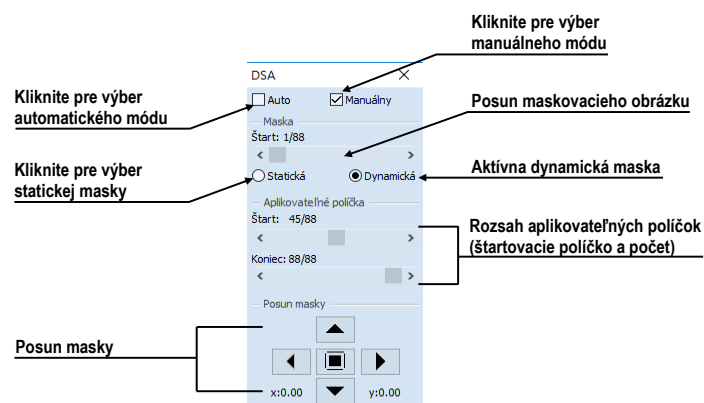 Kliknite pre výber
manuálneho módu
DSA
Kliknite pre výber
automatického módu
Auto
Manuálny
Posun maskovacieho obrázku
Maska
Štart: 1/88
Kliknite pre výber
statickej masky
Statická
Dynamická
Aktívna dynamická maska
Aplikovateľné políčka
Štart: 45/88
Rozsah aplikovateľných políčok
(štartovacie políčko a počet)
Koniec: 88/88
Posun masky
Posun masky
x:0.00
y:0.00